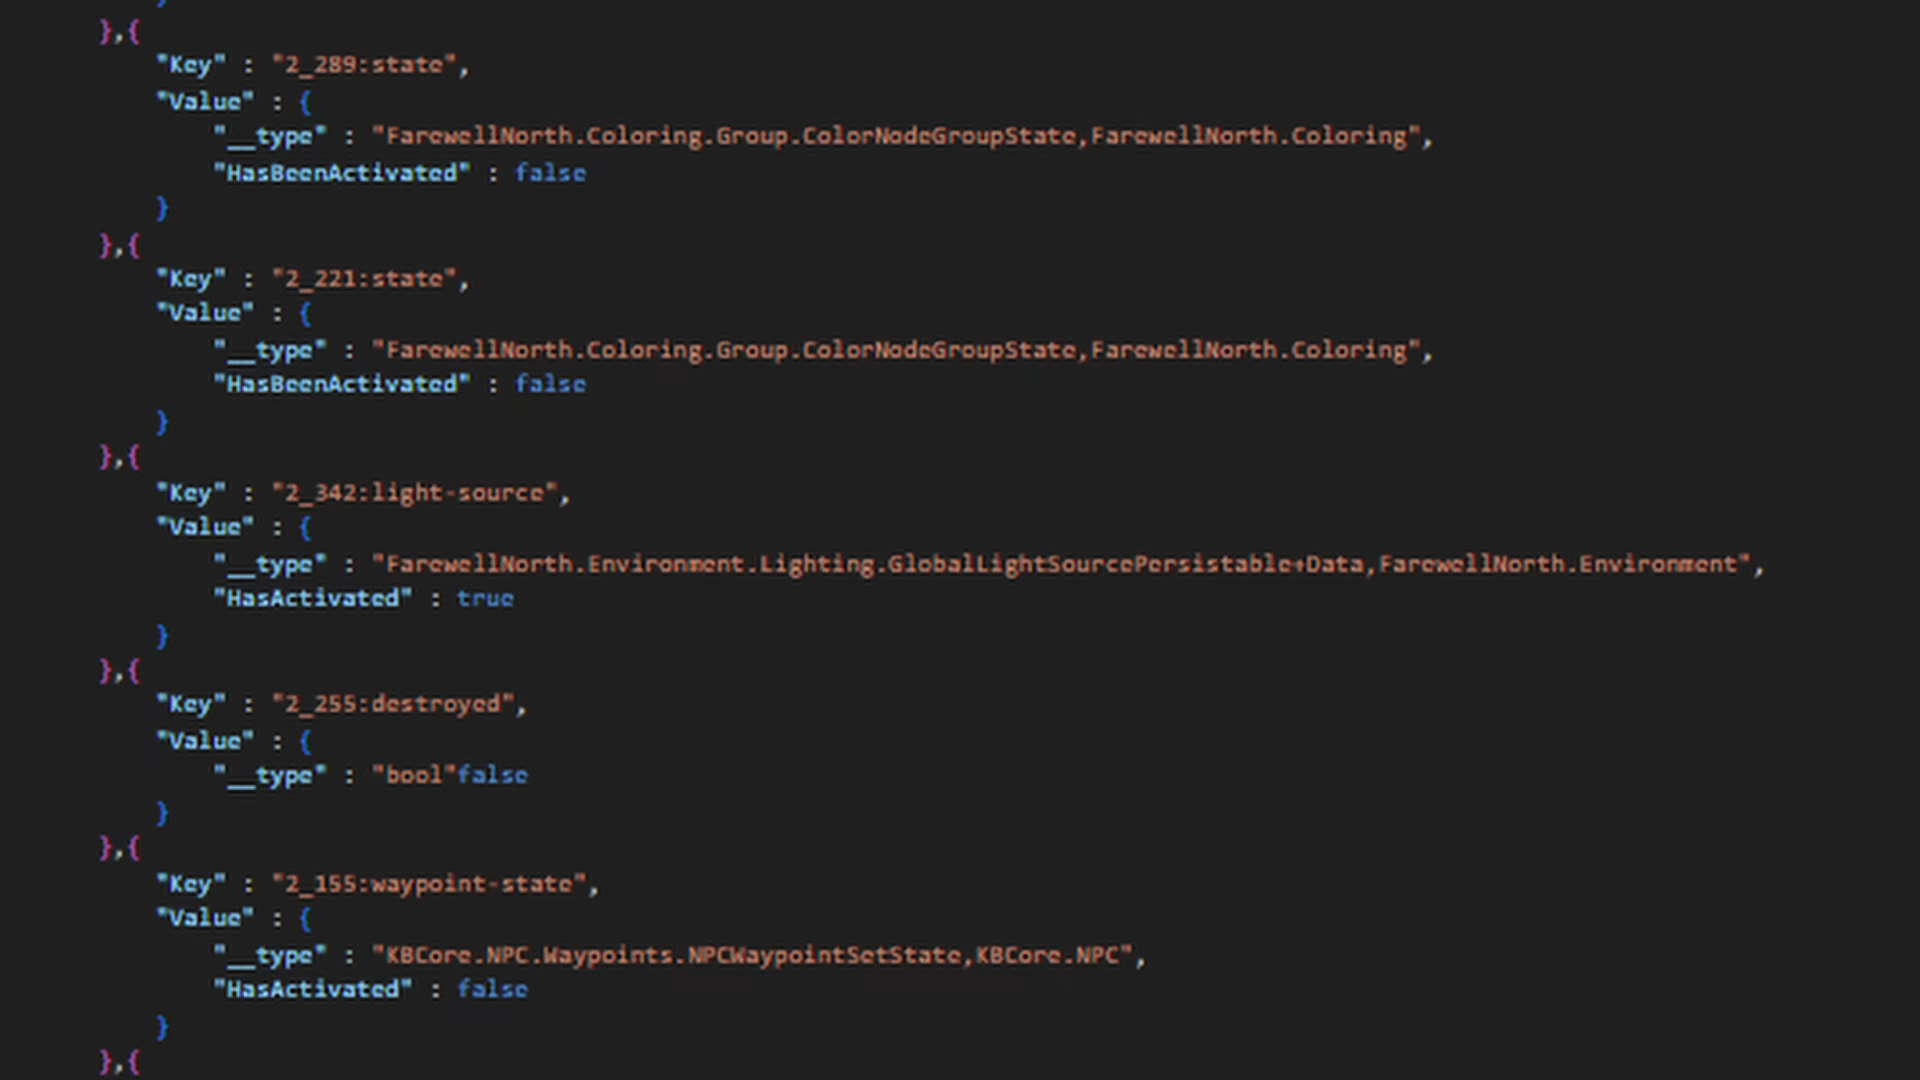 }
},{
"Key" : "2_289:state",
"Value" : {
"__type" : "FarewellNorth.Coloring.Group.ColorNodeGroupState,FarewellNorth.Coloring",
"HasBeenActivated" : false
}
},{
"Key" : "2_221:state",
"Value" : {
"__type" : "FarewellNorth.Coloring.Group.ColorNodeGroupState,FarewellNorth.Coloring",
"HasBeenActivated" : false
}
},{
"Key" : "2_342:light-source",
"Value" : {
"__type" : "FarewellNorth.Environment.Lighting.GlobalLightSourcePersistable+Data,FarewellNorth.Environment",
"HasActivated" : true
}
},{
"Key" : "2_255:destroyed",
"Value" : {
"__type" : "bool"false
}
},{
"Key" : "2_155:waypoint-state",
"Value" : {
"__type" : "KBCore.NPC.Waypoints.NPCWaypointSetState,KBCore.NPC",
"HasActivated" : false
}
},{